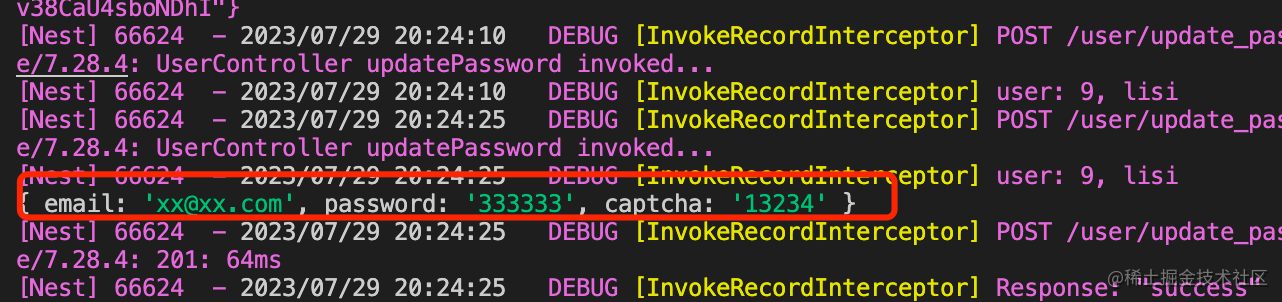 v38CaU4sboNDhI"}
[Nest] 66624  - 2023/07/29 20:24:10   DEBUG [InvokeRecordInterceptor] POST /user/update_pas
e/7.28.4: UserController updatePassword invoked...
[Nest] 66624  - 2023/07/29 20:24:10   DEBUG [InvokeRecordInterceptor] user: 9, lisi
[Nest] 66624  - 2023/07/29 20:24:25   DEBUG [InvokeRecordInterceptor] POST /user/update_pas
e/7.28.4: UserController updatePassword invoked...
[Nest] 66624  - 2023/07/29 20:24:25   DEBUG [InvokeRecordInterceptor] user: 9, lisi
{ email: 'xx@xx.com', password: '333333', captcha: '13234' }
[Nest] 66624  - 2023/07/29 20:24:25   DEBUG [InvokeRecordInterceptor] POST /user/update_pas
e/7.28.4: 201: 64ms
[Nest] 66624  - 2023/07/29 20:24:25   DEBUG [InvokeRecordInterceptor] Response: "success"
@稀土掘金技术社区